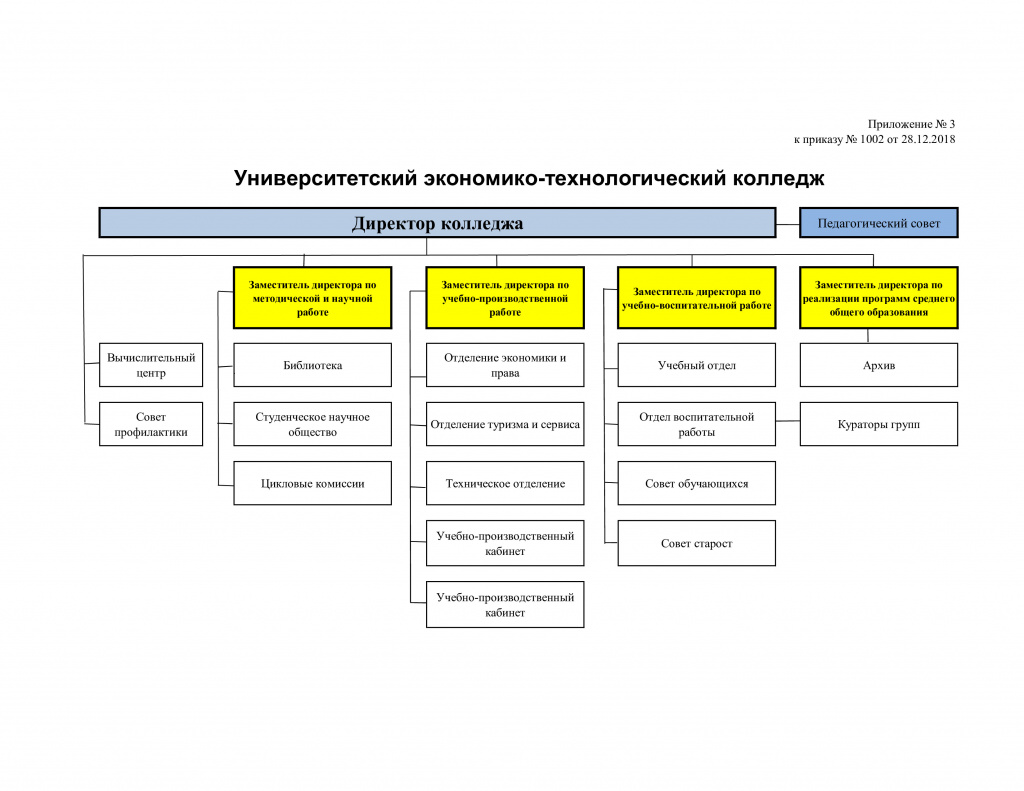 Приложение № 3
к приказу № 1002 от 28.12.2018
Университетский экономико-технологический колледж
Директор колледжа
Педагогический совет
Заместитель директора по
методической и научной
работе
Заместитель директора по
учебно-производственной
работе
Заместитель директора по
учебно-воспитательной работе
Заместитель директора по
реализации программ среднего
общего образования
Вычислительный
центр
Библиотека
Отделение экономики и
права
Учебный отдел
Архив
Совет
профилактики
Студенческое научное
общество
Отделение туризма и сервиса
Отдел воспитательной
работы
Кураторы групп
Цикловые комиссии
Техническое отделение
Совет обучающихся
Учебно-производственный
кабинет
Совет старост
Учебно-производственный
кабинет